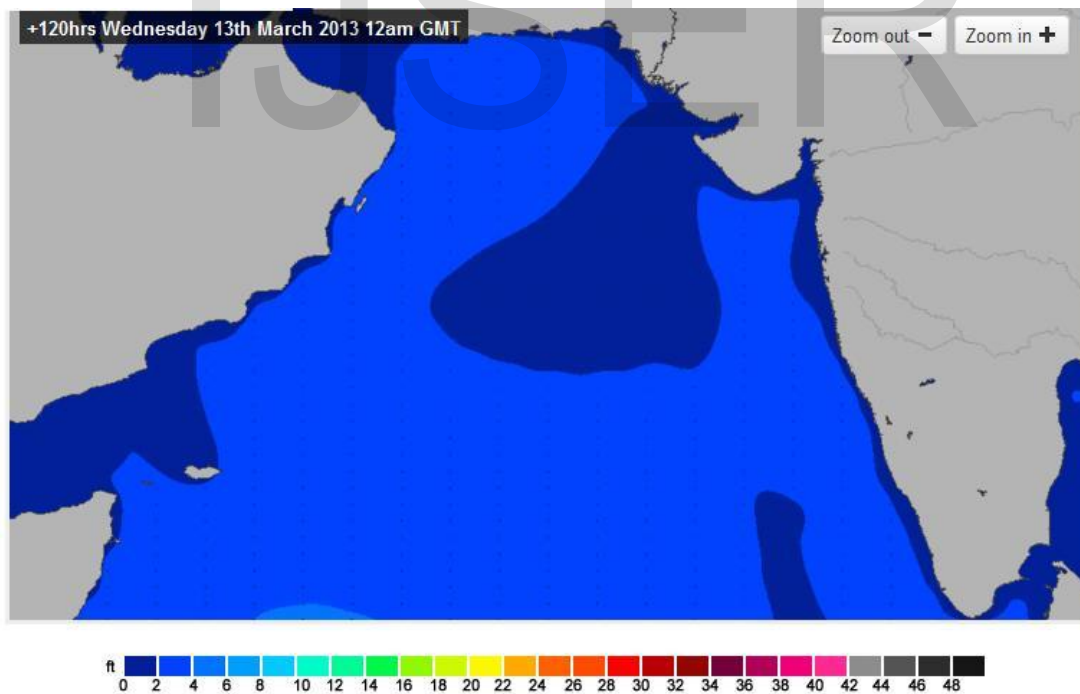 IJSER
+120hrs Wednesday 13th March 2013 12am GMT
Zoom out −
Zoom in +
ft
0 2 4 6 8 10 12 14 16 18 20 22 24 26 28 30 32 34 36 38 40 42 44 46 48